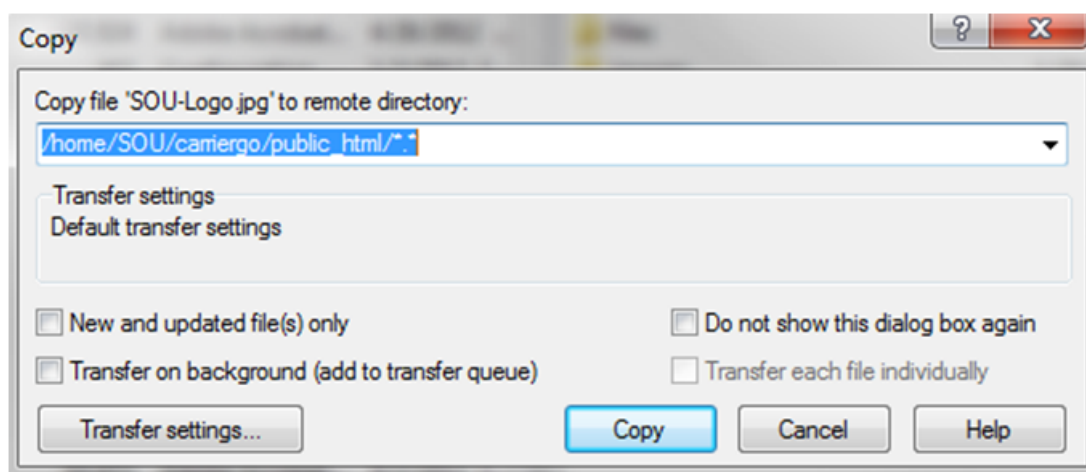 Copy
Copy file 'SOU-Logo.jpg' to remote directory:
/home/SOU/carriergo/public_html/*.*
Transfer settings
Default transfer settings
New and updated file(s) only
Do not show this dialog box again
Transfer on background (add to transfer queue)
Transfer each file individually
Transfer settings...
Copy
Cancel
Help